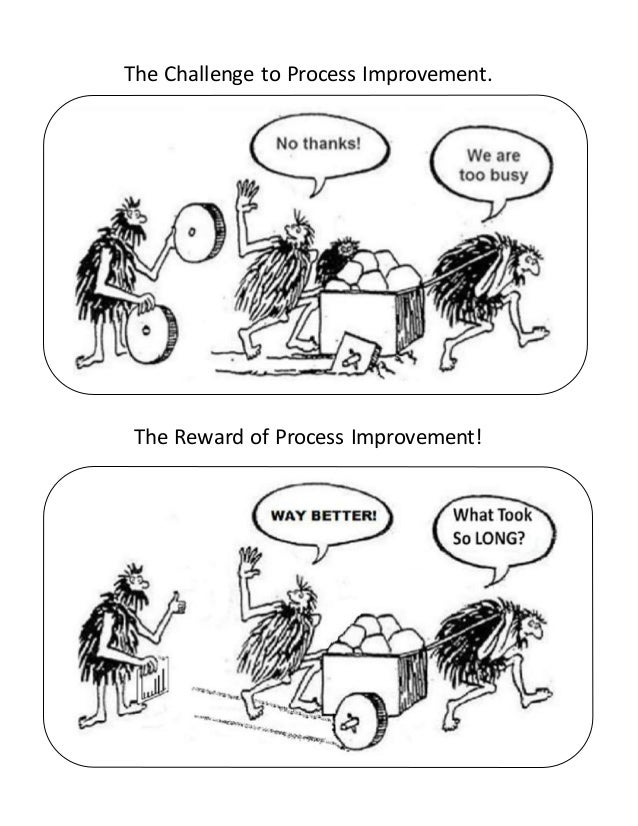 The Challenge to Process Improvement.
No thanks!
We are
too busy
The Reward of Process Improvement!
WAY BETTER!
What Took
So LONG?